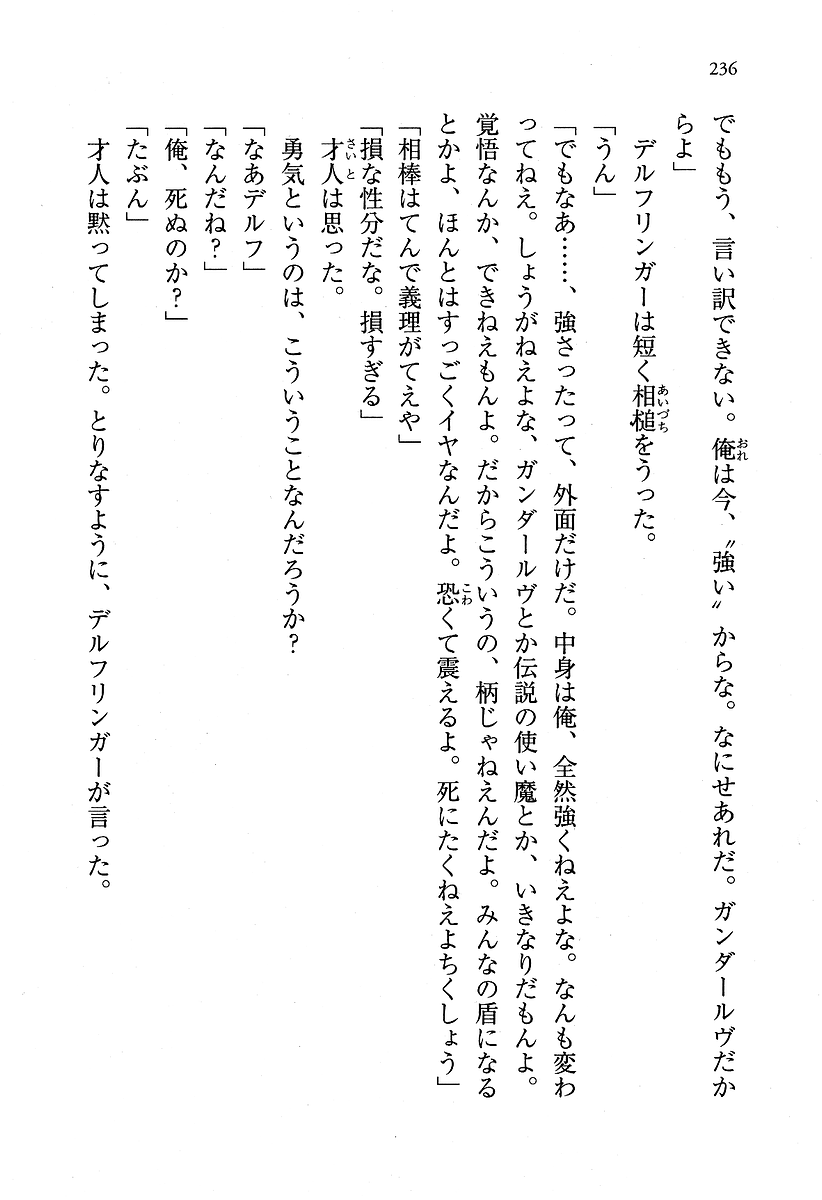 236
でももう、言い訳できない。俺は今、〝強い〟からな。なにせあれだ。ガンダールヴだか
らよ」
デルフリンガーは短く相槌をうった。
「うん」
「でもなあ……、強さったって、外面だけだ。中身は俺、全然強くねえよな。なんも変わ
ってねえ。しょうがねえよな、ガンダールヴとか伝説の使い魔とか、いきなりだもんよ。
覚悟なんか、できねえもんよ。だからこういうの、柄じゃねえんだよ。みんなの盾になる
とかよ、ほんとはすっごくイヤなんだよ。恐くて震えるよ。死にたくねえよちくしょう」
「相棒はてんで義理がてえや」
「損な性分だな。損すぎる」
才人は思った。
勇気というのは、こういうことなんだろうか？
「なあデルフ」
「なんだね？」
「俺、死ぬのか？」
「たぶん」
才人は黙ってしまった。とりなすように、デルフリンガーが言った。